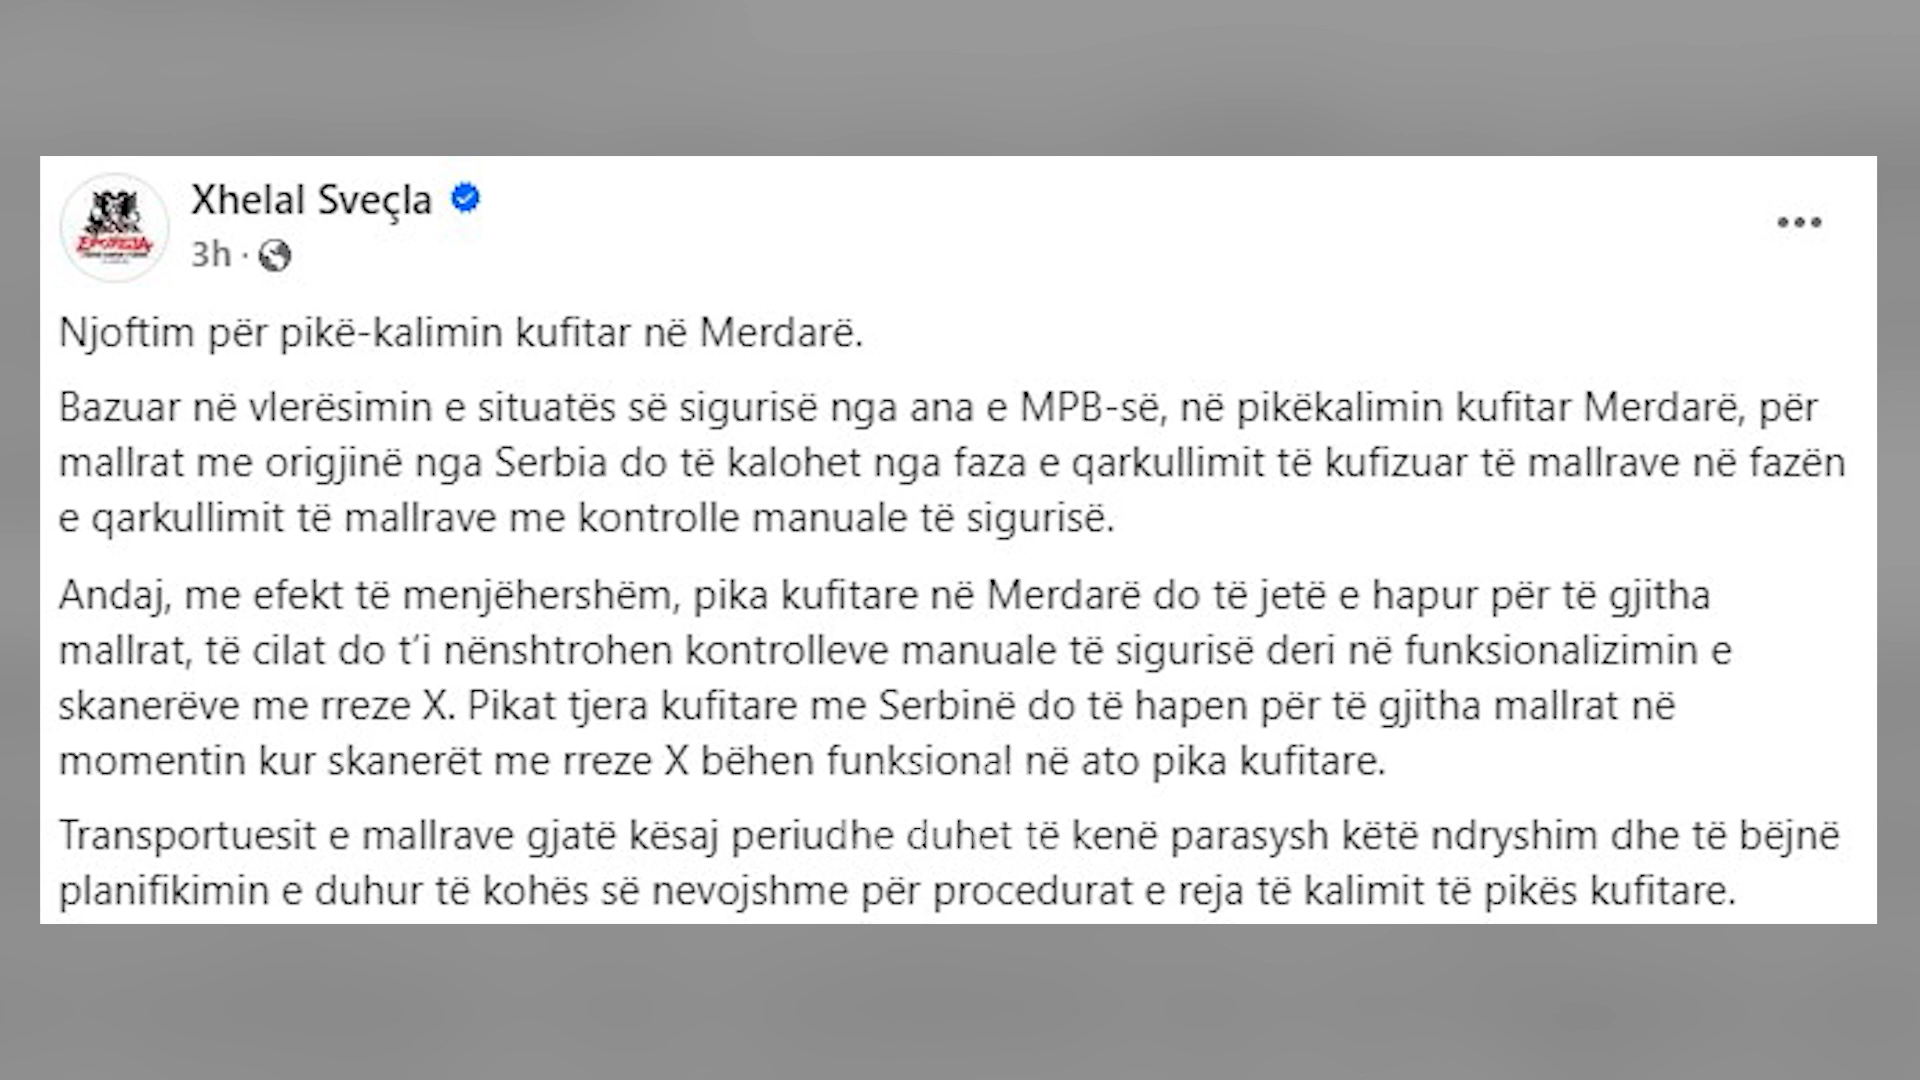 Xhelal Sveçla
3h ·
Njoftim për pikë-kalimin kufitar në Merdarë.
Bazuar në vlerësimin e situatës së sigurisë nga ana e MPB-së, në pikëkalimin kufitar Merdarë, për
mallrat me origjinë nga Serbia do të kalohet nga faza e qarkullimit të kufizuar të mallrave në fazën
e qarkullimit të mallrave me kontrolle manuale të sigurisë.
Andaj, me efekt të menjëhershëm, pika kufitare në Merdarë do të jetë e hapur për të gjitha
mallrat, të cilat do t’i nënshtrohen kontrolleve manuale të sigurisë deri në funksionalizimin e
skanerëve me rreze X. Pikat tjera kufitare me Serbinë do të hapen për të gjitha mallrat në
momentin kur skanerët me rreze X bëhen funksional në ato pika kufitare.
Transportuesit e mallrave gjatë kësaj periudhe duhet të kenë parasysh këtë ndryshim dhe të bëjnë
planifikimin e duhur të kohës së nevojshme për procedurat e reja të kalimit të pikës kufitare.